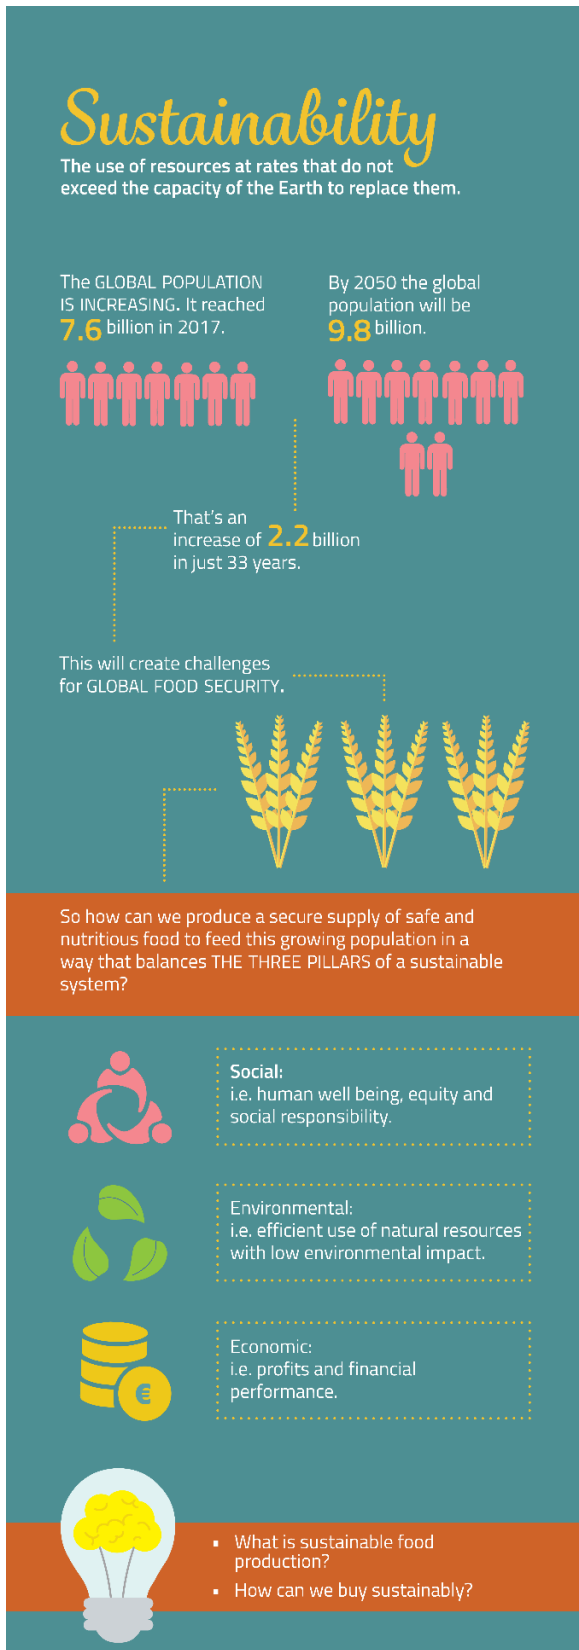 Sustainability
The use of resources at rates that do not
exceed the capacity of the Earth to replace them.
The GLOBAL POPULATION
IS INCREASING. It reached
7.6 billion in 2017.
By 2050 the global
population will be
9.8 billion.
That's an
increase of 2.2 billion
in just 33 years.
This will create challenges
for GLOBAL FOOD SECURITY.
So how can we produce a secure supply of safe and
nutritious food to feed this growing population in a
way that balances THE THREE PILLARS of a sustainable
system?
Social:
i.e. human well being, equity and
social responsibility.
Environmental:
i.e. efficient use of natural resources
with low environmental impact.
Economic:
i.e. profits and financial
performance.
€
▪ What is sustainable food
production?
▪ How can we buy sustainably?